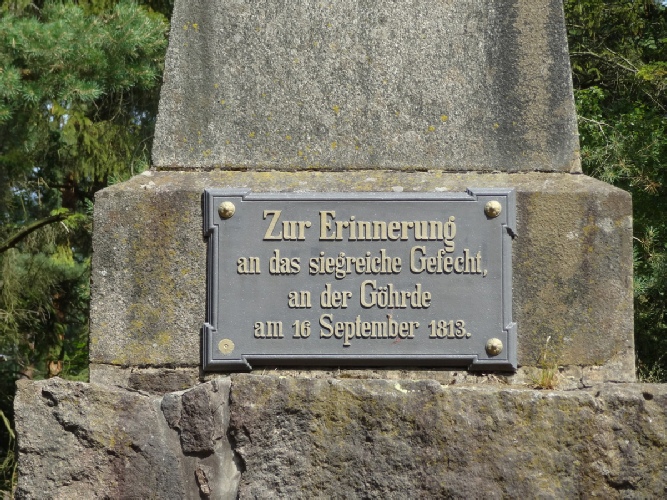 Zur Erinnerung
an das siegreiche Gefecht,
an der Göhrde
am 16 September 1813.